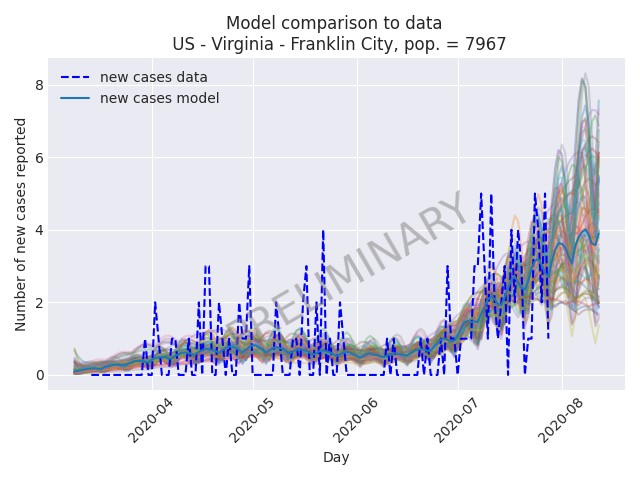 Model comparison to data
US - Virginia - Franklin City, pop. = 7967
new cases data
new cases model
Number of new cases reported
8
6
4
2
0
PRELIMINARY
2020-04
2020-05
2020-06
2020-07
2020-08
Day